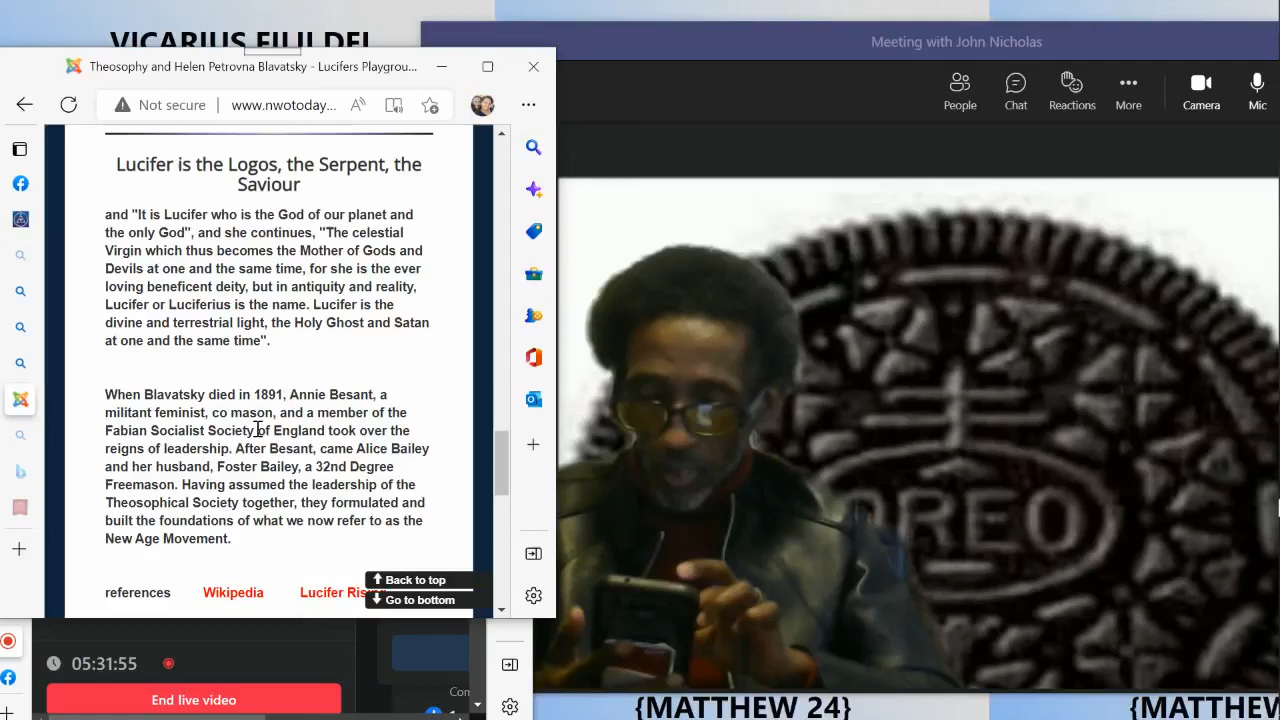 VICARIUS FILII DEI
Meeting with John Nicholas
Theosophy and Helen Petrovna Blavatsky - Lucifers Playgrou...
Not secure
www.nwotoday...
People
Chat
Reactions
More
Camera
Mic
Lucifer is the Logos, the Serpent, the
Saviour
and "It is Lucifer who is the God of our planet and
the only God", and she continues, "The celestial
Virgin which thus becomes the Mother of Gods and
Devils at one and the same time, for she is the ever
loving beneficent deity, but in antiquity and reality,
Lucifer or Luciferius is the name. Lucifer is the
divine and terrestrial light, the Holy Ghost and Satan
at one and the same time".
When Blavatsky died in 1891, Annie Besant, a
militant feminist, co mason, and a member of the
Fabian Socialist Society of England took over the
reigns of leadership. After Besant, came Alice Bailey
and her husband, Foster Bailey, a 32nd Degree
Freemason. Having assumed the leadership of the
Theosophical Society together, they formulated and
built the foundations of what we now refer to as the
New Age Movement.
references Wikipedia Lucifer Rising
Back to top
Go to bottom
OREO
05:31:55
End live video
Con
{MATTHEW 24}
{MATTHEW